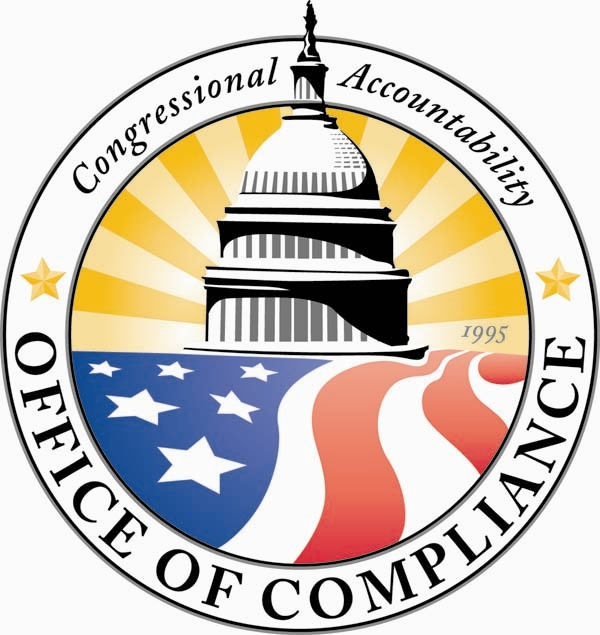 Congressional Accountability
1995
OFFICE OF COMPLIANCE